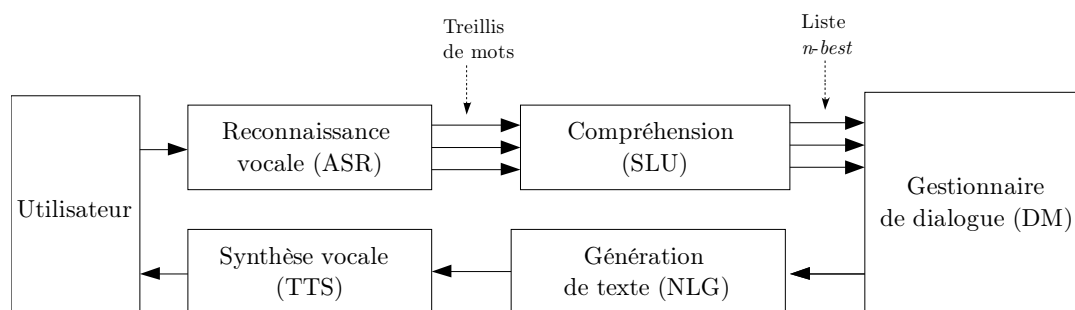 Treillis
de mots
Liste
n-best
Reconnaissance
vocale (ASR)
Compréhension
(SLU)
Utilisateur
Gestionnaire
de dialogue (DM)
Synthèse vocale
(TTS)
Génération
de texte (NLG)